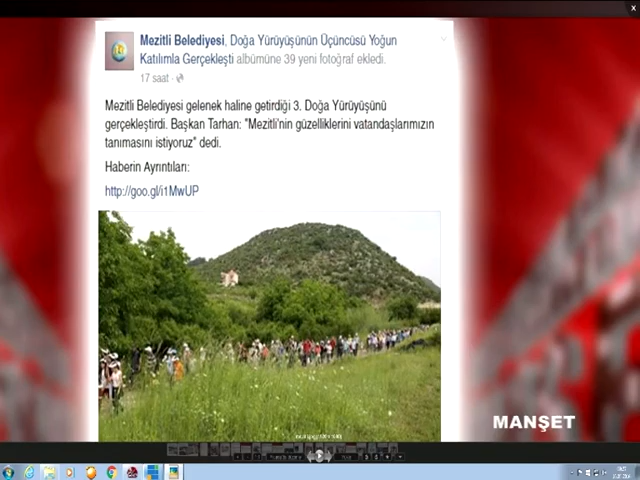 Mezitli Belediyesi, Doğa Yürüyüşünün Üçüncüsü Yoğun
Katılımla Gerçekleşti albümüne 39 yeni fotoğraf ekledi.
17 saat ·
Mezitli Belediyesi gelenek haline getirdiği 3. Doğa Yürüyüşünü
gerçekleştirdi. Başkan Tarhan: "Mezitli'nin güzelliklerini vatandaşlarımızın
tanımasını istiyoruz" dedi.
Haberin Ayrıntıları:
http://goo.gl/i1MwUP
MANŞET